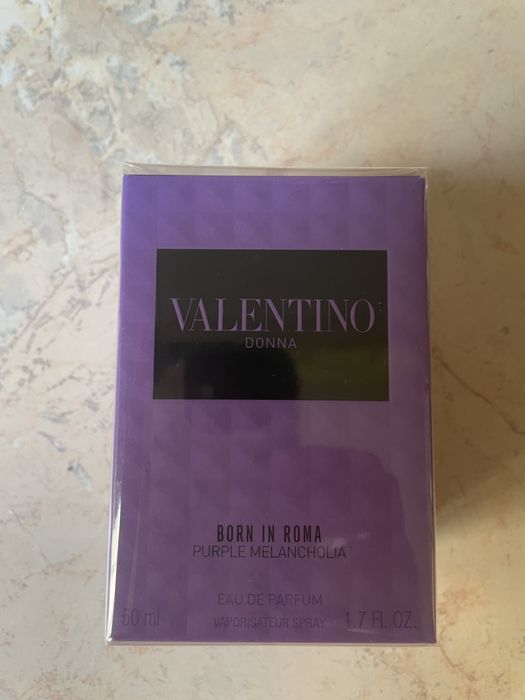 VALENTINO
DONNA
BORN IN ROMA
PURPLE MELANCHOLIA
EAU DE PARFUM
50 ml VAPORISATEUR SPRAY 1.7 FL.OZ.